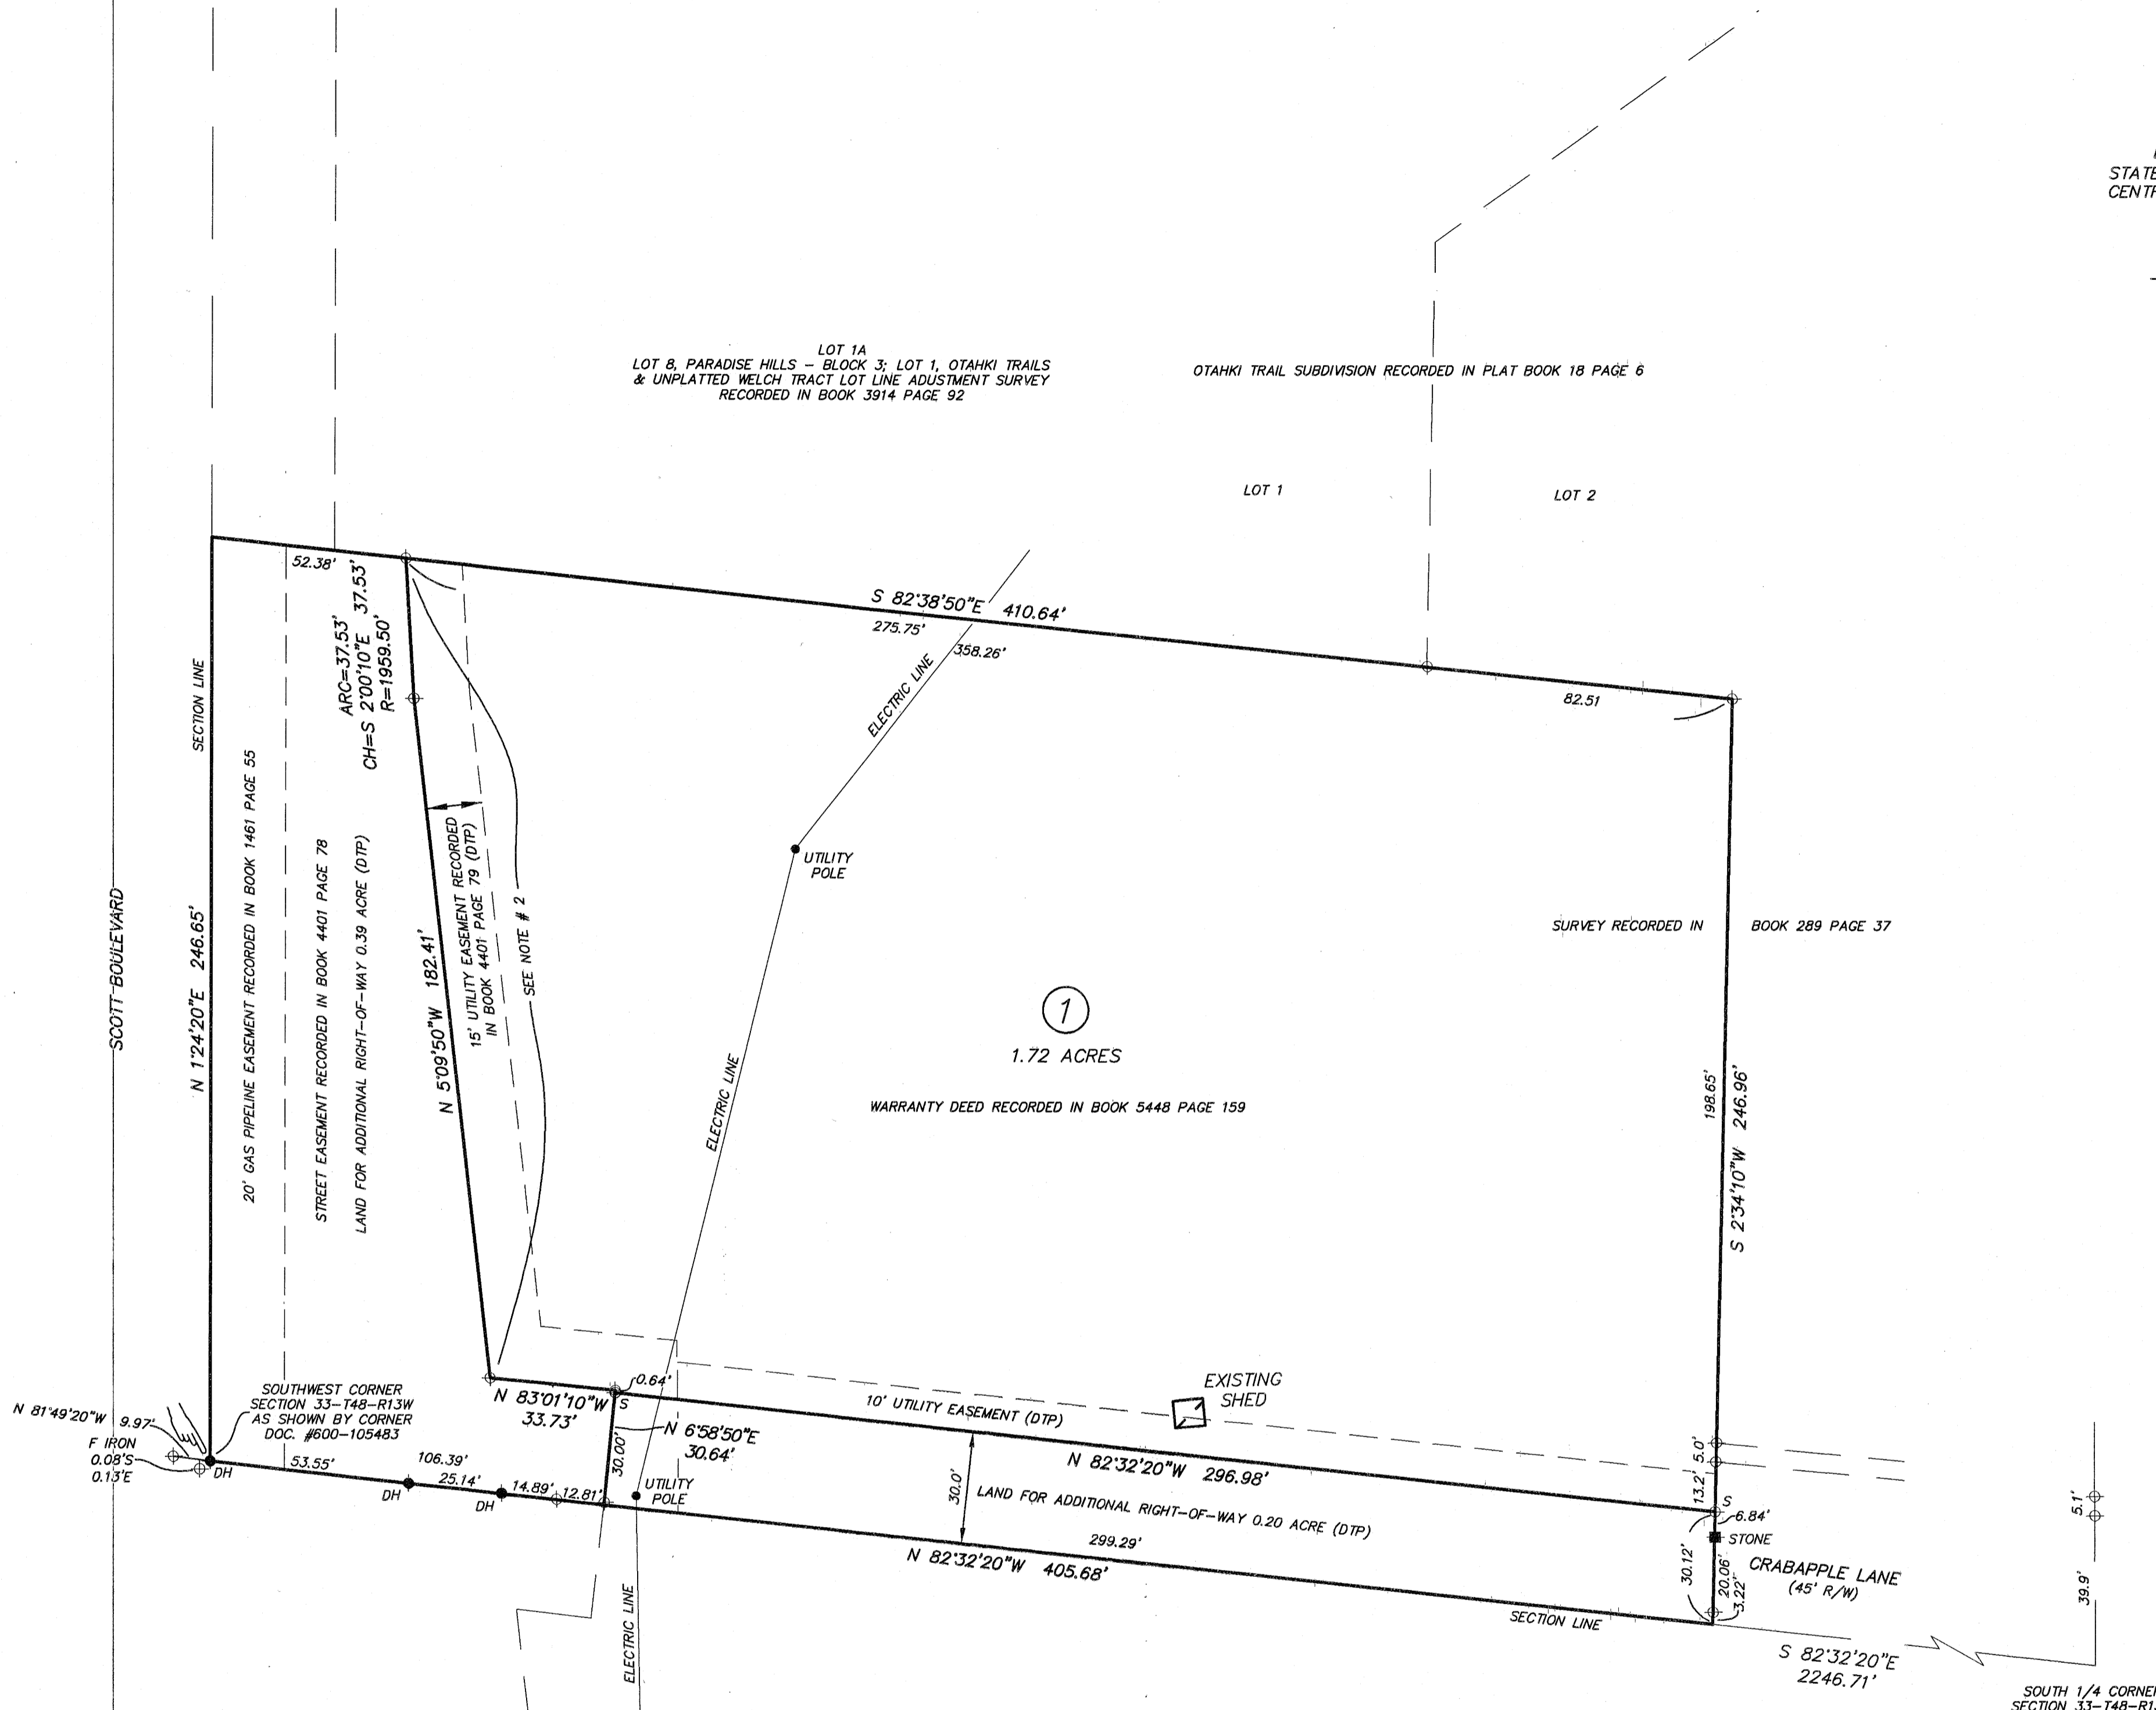 STATE
LOT 1A
LOT 8, PARADISE HILLS – BLOCK 3; LOT 1, OTAHKI TRAILS
& UNPLATTED WELCH TRACT LOT LINE ADUSTMENT SURVEY
RECORDED IN BOOK 3914 PAGE 92
OTAHKI TRAIL SUBDIVISION RECORDED IN PLAT BOOK 18 PAGE 6
LOT 1
LOT 2
52.38'
S 82°38'50"E 410.64'
275.75'
358.26'
82.51
ARC=37.53'
CH=S 2°00'10"E 37.53'
R=1959.50'
SECTION LINE
N 1°24'20"E 246.65'
SCOTT BOULEVARD
20' GAS PIPELINE EASEMENT RECORDED IN BOOK 1461 PAGE 55
STREET EASEMENT RECORDED IN BOOK 4401 PAGE 78
LAND FOR ADDITIONAL RIGHT-OF-WAY 0.39 ACRE (DTP)
N 5°09'50"W 182.41'
15' UTILITY EASEMENT RECORDED
IN BOOK 4401 PAGE 79 (DTP)
SEE NOTE # 2
ELECTRIC LINE
UTILITY
POLE
ELECTRIC LINE
1
1.72 ACRES
WARRANTY DEED RECORDED IN BOOK 5448 PAGE 159
SURVEY RECORDED IN BOOK 289 PAGE 37
198.65'
S 2°34'10"W 246.96'
SOUTHWEST CORNER
SECTION 33-T48-R13W
AS SHOWN BY CORNER
DOC. #600-105483
N 81°49'20"W 9.97'
F IRON
0.08'S
0.13'E
DH
53.55'
106.39'
25.14'
14.89'
12.81'
DH
DH
N 83°01'10"W
33.73'
0.64'
S
30.00'
N 6°58'50"E
30.64'
UTILITY
POLE
ELECTRIC LINE
10' UTILITY EASEMENT (DTP)
EXISTING
SHED
N 82°32'20"W 296.98'
30.0'
LAND FOR ADDITIONAL RIGHT-OF-WAY 0.20 ACRE (DTP)
299.29'
N 82°32'20"W 405.68'
SECTION LINE
5.0'
13.2'
S
6.84'
STONE
30.12'
20.06'
3.22'
CRABAPPLE LANE
(45' R/W)
5.1'
39.9'
S 82°32'20"E
2246.71'
SOUTH 1/4 CORNER
SECTION 33-T48-R1